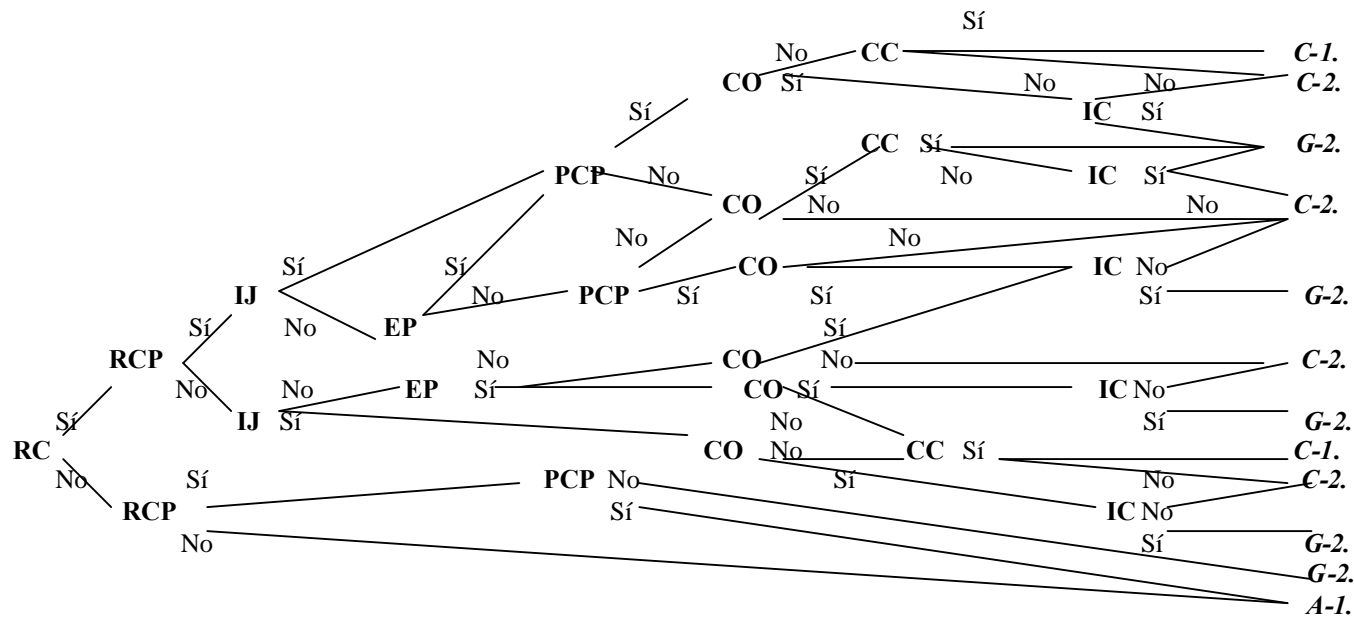 Sí
No CC C-1.
CO Sí No No C-2.
Sí IC Sí
CC Sí G-2.
PCP No Sí No IC Sí
CO No No C-2.
No No
Sí Sí CO IC No
IJ No PCP Sí Sí Sí G-2.
Sí No EP Sí
RCP No CO No C-2.
No No EP Sí CO Sí IC No
Sí IJ Sí No Sí G-2.
RC CO No CC Sí C-1.
No Sí PCP No Sí No C-2.
RCP Sí IC No
No Sí G-2.
G-2.
A-1.